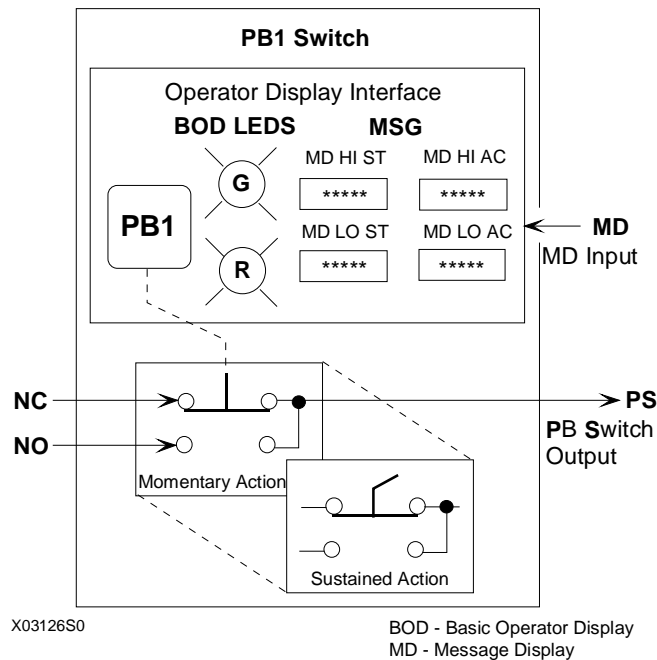 PB1 Switch
Operator Display Interface
BOD LEDS MSG
MD HI ST MD HI AC
G
*****
*****
PB1
MD LO ST MD LO AC
R
*****
*****
MD
MD Input
NC
NO
PS
PB Switch
Output
Momentary Action
Sustained Action
X03126S0
BOD - Basic Operator Display
MD - Message Display